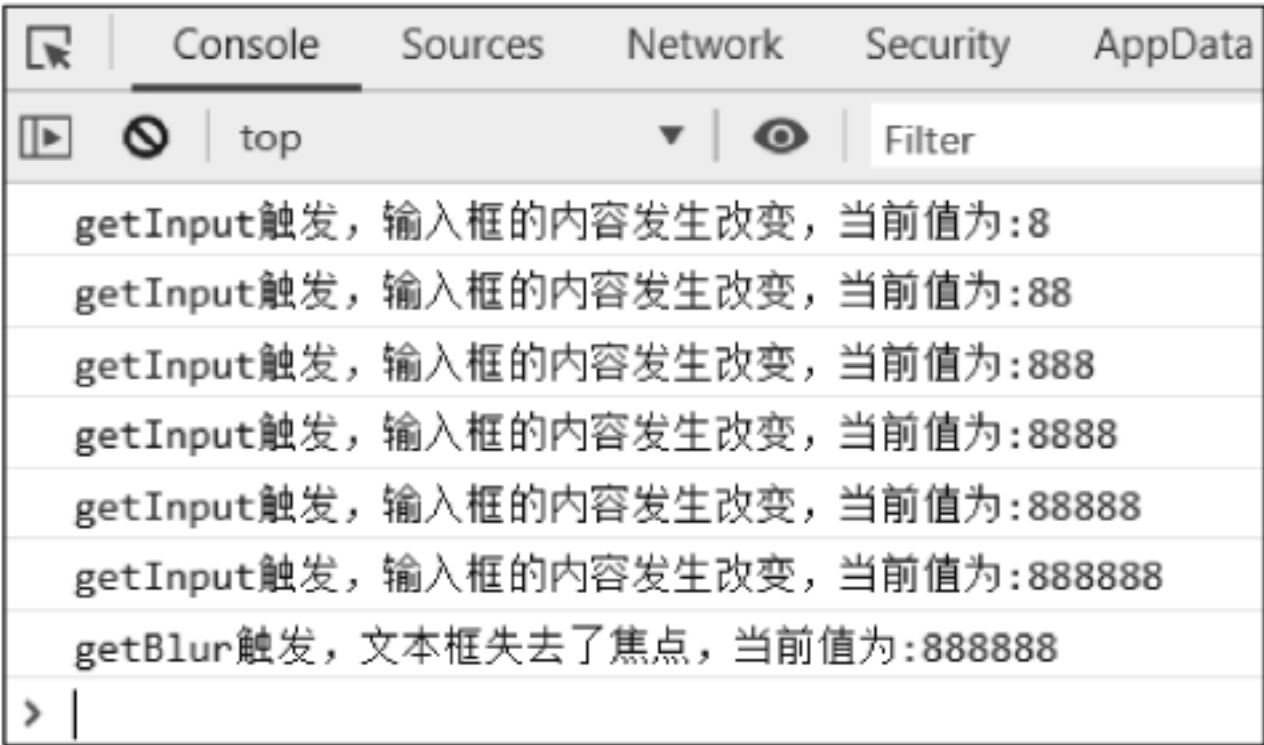 Console Sources Network Security AppData
top Filter
getInput触发，输入框的内容发生改变，当前值为:8
getInput触发，输入框的内容发生改变，当前值为:88
getInput触发，输入框的内容发生改变，当前值为:888
getInput触发，输入框的内容发生改变，当前值为:8888
getInput触发，输入框的内容发生改变，当前值为:88888
getInput触发，输入框的内容发生改变，当前值为:888888
getBlur触发，文本框失去了焦点，当前值为:888888